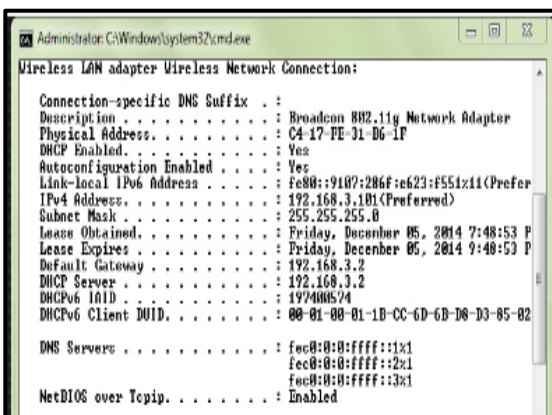 Administrator: C:\Windows\system32\cmd.exe
Wireless LAN adapter Wireless Network Connection:
Connection-specific DNS Suffix . :
Description . . . . . . . . . . . : Broadcom 802.11g Network Adapter
Physical Address. . . . . . . . . : C4-17-FE-31-D6-1F
DHCP Enabled. . . . . . . . . . . : Yes
Autoconfiguration Enabled . . . . : Yes
Link-local IPv6 Address . . . . . : fe80::9107:286f:e623:f551%11(Prefer
IPv4 Address. . . . . . . . . . . : 192.168.3.101(Preferred)
Subnet Mask . . . . . . . . . . . : 255.255.255.0
Lease Obtained. . . . . . . . . . : Friday, December 05, 2014 7:48:53 P
Lease Expires . . . . . . . . . . : Friday, December 05, 2014 9:48:53 P
Default Gateway . . . . . . . . . : 192.168.3.2
DHCP Server . . . . . . . . . . . : 192.168.3.2
DHCPv6 IAID . . . . . . . . . . . : 197400574
DHCPv6 Client DUID. . . . . . . . : 00-01-00-01-1B-CC-6D-6B-D8-D3-85-02
DNS Servers . . . . . . . . . . . : fec0:0:0:ffff::1%1
fec0:0:0:ffff::2%1
fec0:0:0:ffff::3%1
NetBIOS over Tcpip. . . . . . . . : Enabled